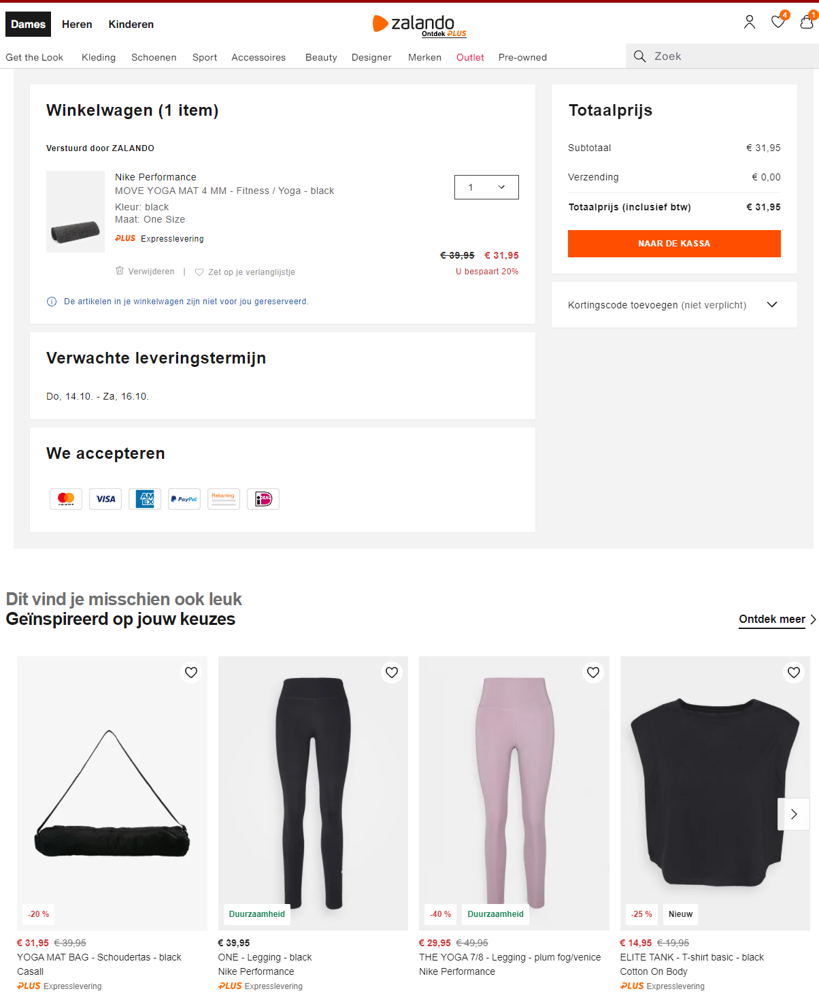 Dames Heren Kinderen
zalando
Ontdek PLUS
4
1
Get the Look Kleding Schoenen Sport Accessoires Beauty Designer Merken Outlet Pre-owned
Zoek
Winkelwagen (1 item)
Verstuurd door ZALANDO
Nike Performance
MOVE YOGA MAT 4 MM - Fitness / Yoga - black
Kleur: black
Maat: One Size
PLUS Expresslevering
1
€ 39,95 € 31,95
U bespaart 20%
Verwijderen | Zet op je verlanglijstje
De artikelen in je winkelwagen zijn niet voor jou gereserveerd.
Totaalprijs
Subtotaal € 31,95
Verzending € 0,00
Totaalprijs (inclusief btw) € 31,95
NAAR DE KASSA
Kortingscode toevoegen (niet verplicht)
Verwachte leveringstermijn
Do, 14.10. - Za, 16.10.
We accepteren
VISA AM EX PayPal Rekening iDEAL
Dit vind je misschien ook leuk
Geïnspireerd op jouw keuzes
Ontdek meer
-20 %
€ 31,95 € 39,95
YOGA MAT BAG - Schoudertas - black
Casall
PLUS Expresslevering
Duurzaamheid
€ 39,95
ONE - Legging - black
Nike Performance
PLUS Expresslevering
-40 % Duurzaamheid
€ 29,95 € 49,95
THE YOGA 7/8 - Legging - plum fog/venice
Nike Performance
-25 % Nieuw
€ 14,95 € 19,95
ELITE TANK - T-shirt basic - black
Cotton On Body
PLUS Expresslevering